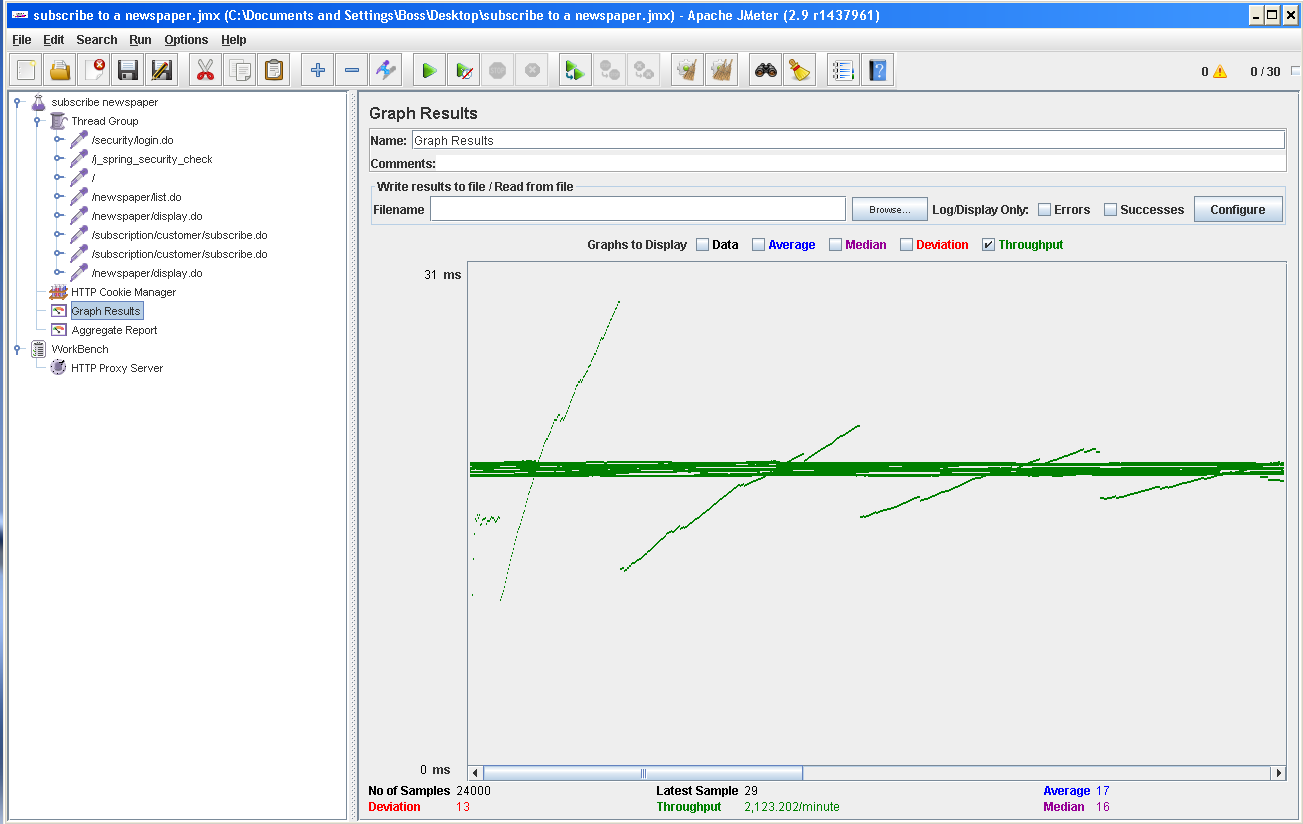 subscribe to a newspaper.jmx (C:\Documents and Settings\Boss\Desktop\subscribe to a newspaper.jmx) - Apache JMeter (2.9 r1437961)
File Edit Search Run Options Help
0 0 / 30
subscribe newspaper
Thread Group
/security/login.do
/j_spring_security_check
/
/newspaper/list.do
/newspaper/display.do
/subscription/customer/subscribe.do
/subscription/customer/subscribe.do
/newspaper/display.do
HTTP Cookie Manager
Graph Results
Aggregate Report
WorkBench
HTTP Proxy Server
Graph Results
Name: Graph Results
Comments:
Write results to file / Read from file
Filename Browse... Log/Display Only: Errors Successes Configure
Graphs to Display Data Average Median Deviation Throughput
31 ms
0 ms
No of Samples 24000 Latest Sample 29 Average 17
Deviation 13 Throughput 2,123.202/minute Median 16